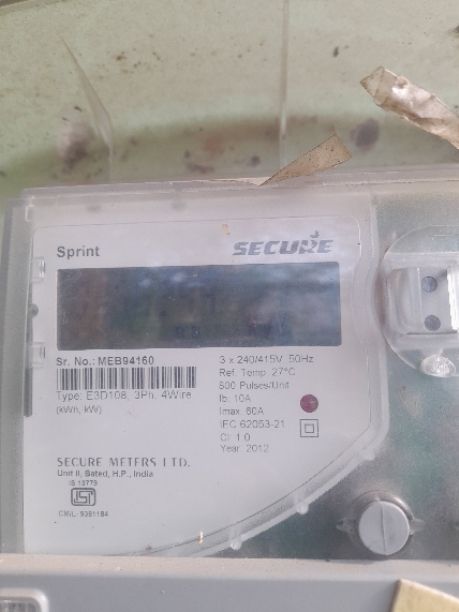 Sprint
SECURE
Sr. No.: MEB94160
Type: E3D108, 3Ph, 4Wire
(kWh, kW)
3 x 240/415V, 50Hz
Ref. Temp. 27°C
800 Pulses/Unit
Ib. 10A
Imax. 60A
IEC 62053-21
Cl. 1.0
Year: 2012
SECURE METERS LTD.
Unit II, Bated, H.P., India
IS 13779